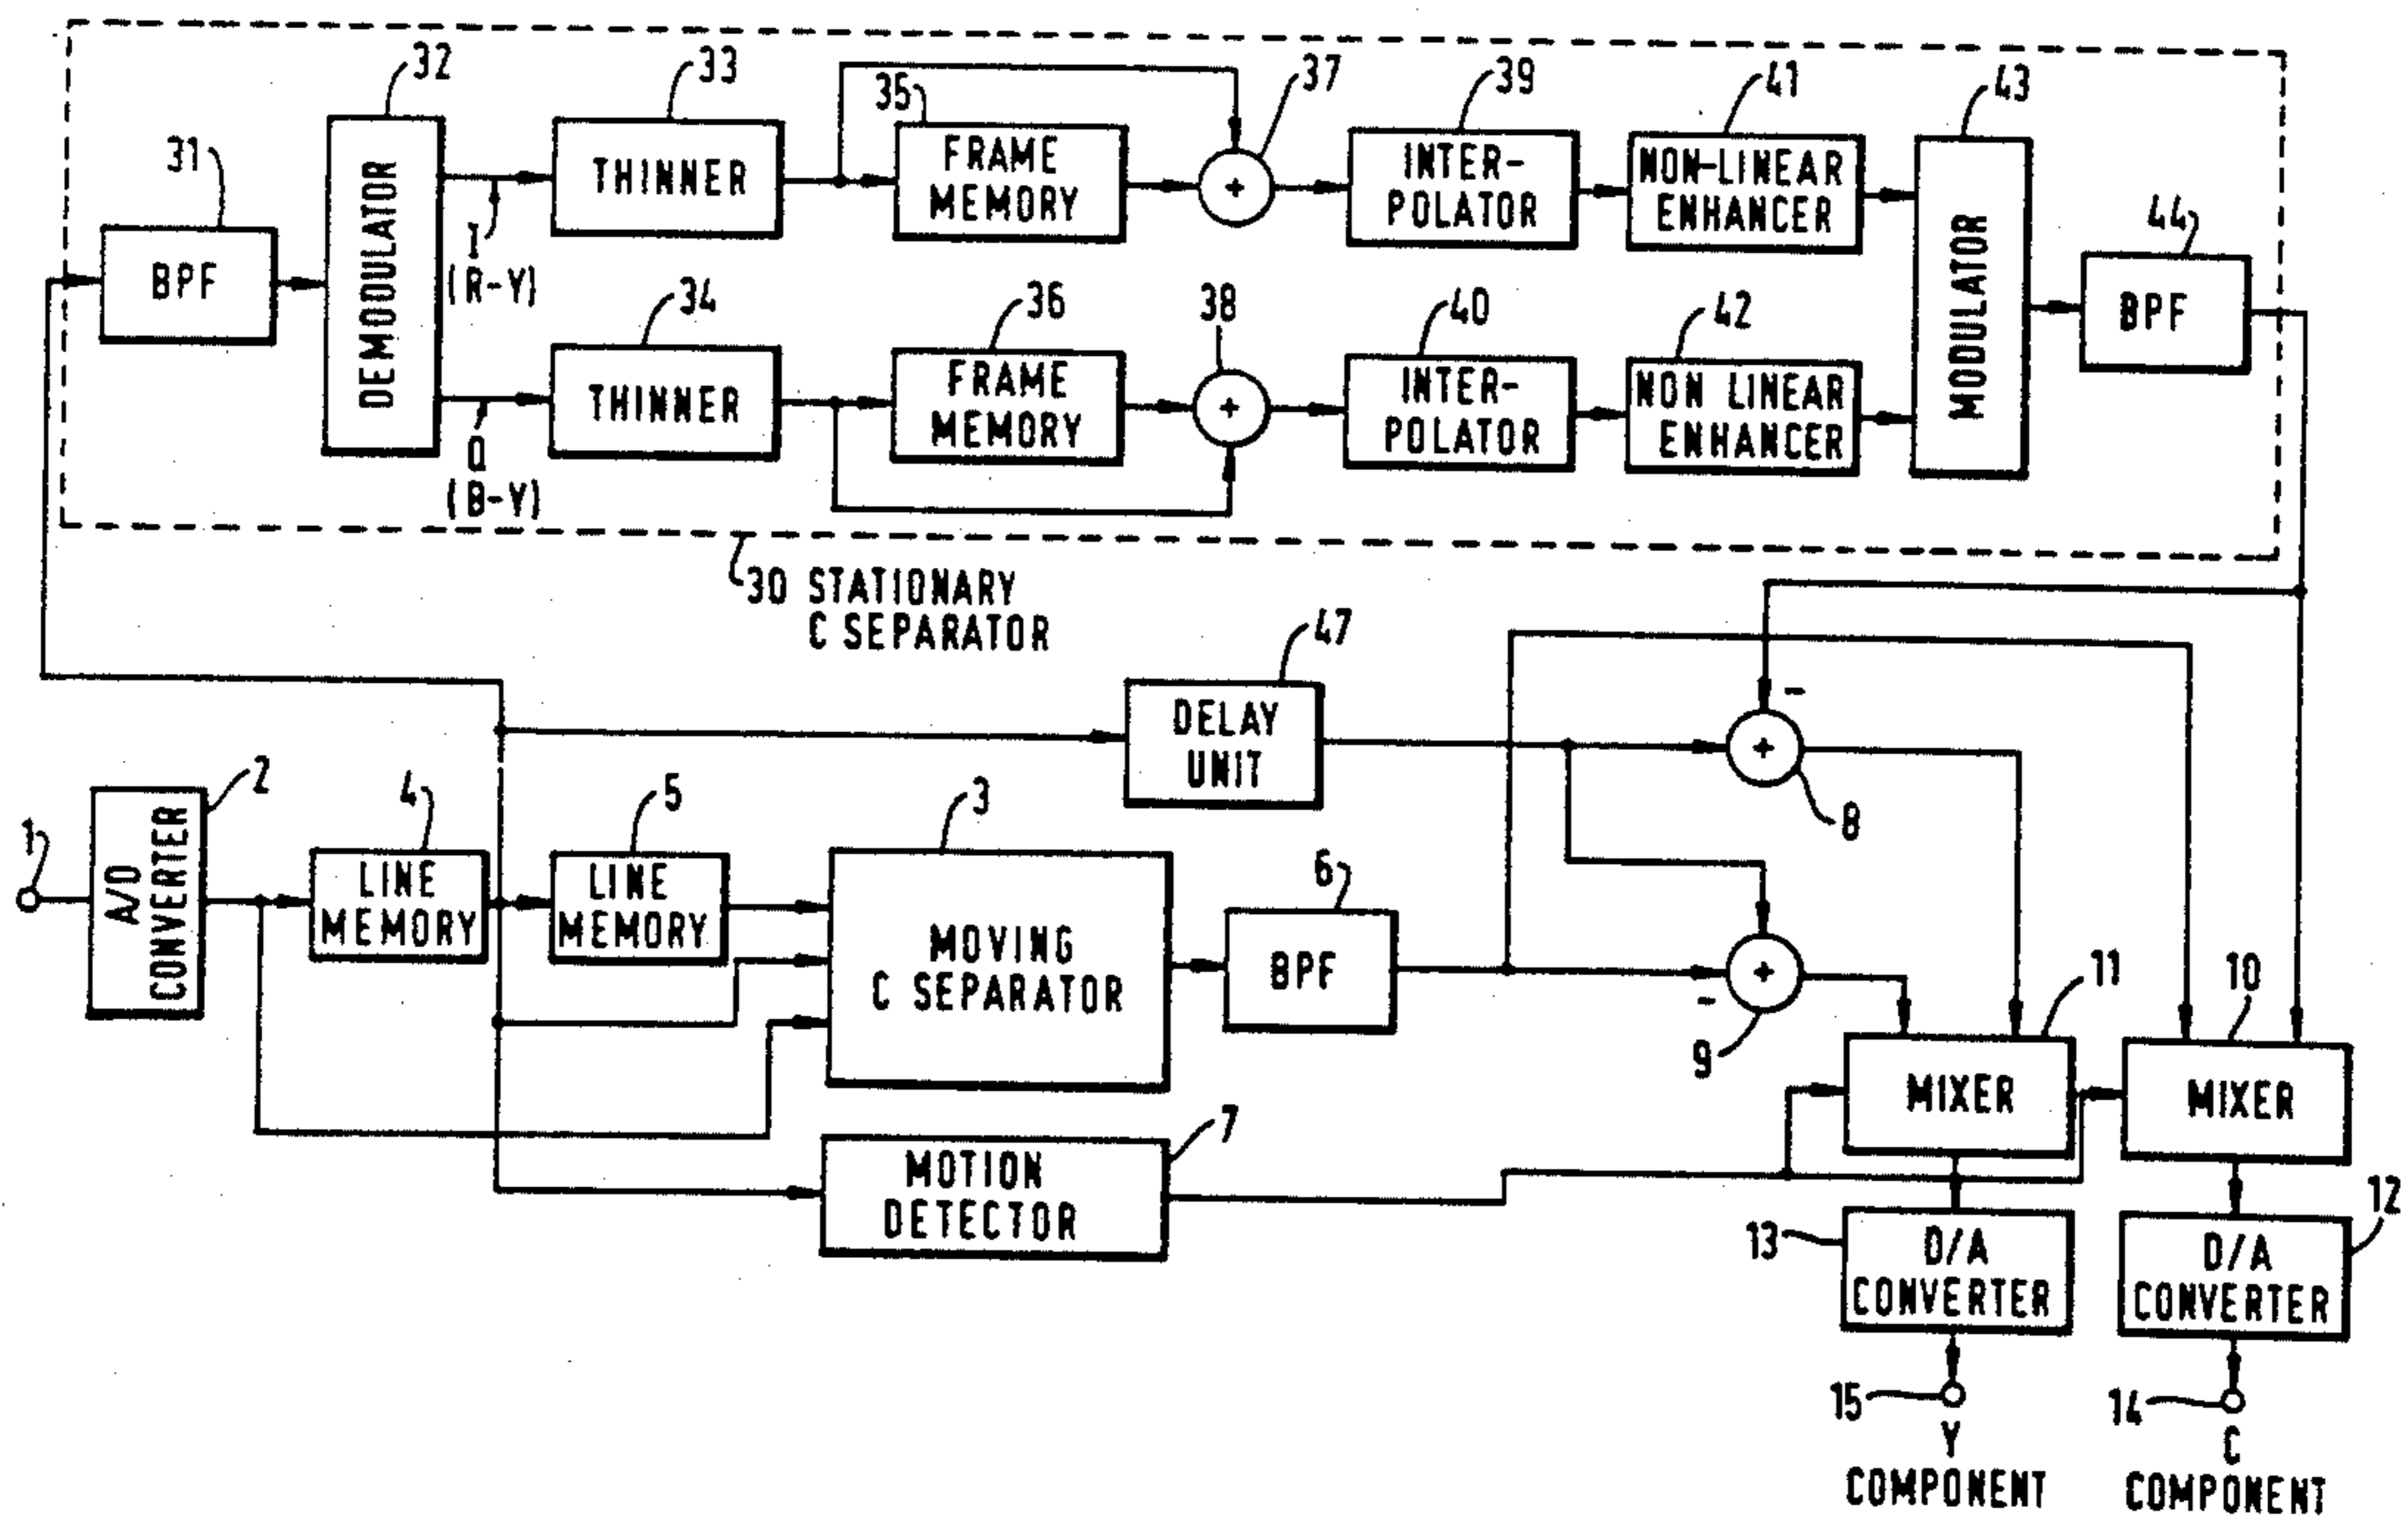 32
33
35
37
39
41
43
31
THINNER
FRAME
MEMORY
+
INTER-
POLATOR
NON-LINEAR
ENHANCER
44
BPF
DEMODULATOR
I
(R-Y)
34
36
38
40
42
MODULATOR
BPF
THINNER
FRAME
MEMORY
+
INTER-
POLATOR
NON LINEAR
ENHANCER
Q
(B-Y)
30 STATIONARY
C SEPARATOR
47
DELAY
UNIT
-
+
8
1
2
4
5
3
A/D
CONVERTER
LINE
MEMORY
LINE
MEMORY
MOVING
C SEPARATOR
6
BPF
-
+
9
11
10
MIXER
MIXER
7
MOTION
DETECTOR
13
D/A
CONVERTER
12
D/A
CONVERTER
15
14
Y
COMPONENT
C
COMPONENT